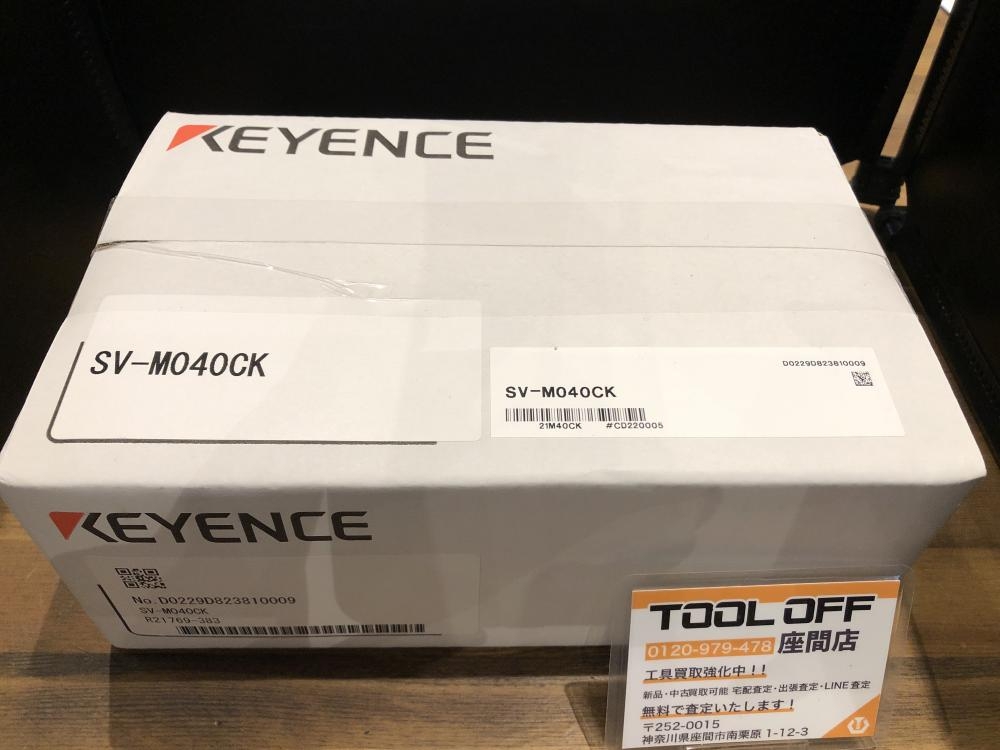 KEYENCE
SV-M040CK
D0229D823810009
SV-M040CK
21M40CK #CD220005
KEYENCE
No.D0229D823810009
SV-M040CK
R21769-383
TOOL OFF
0120-979-478 座間店
工具買取強化中!!
新品・中古買取可能 宅配査定・出張査定・LINE査定
無料で査定いたします!
〒252-0015
神奈川県座間市南栗原 1-12-3